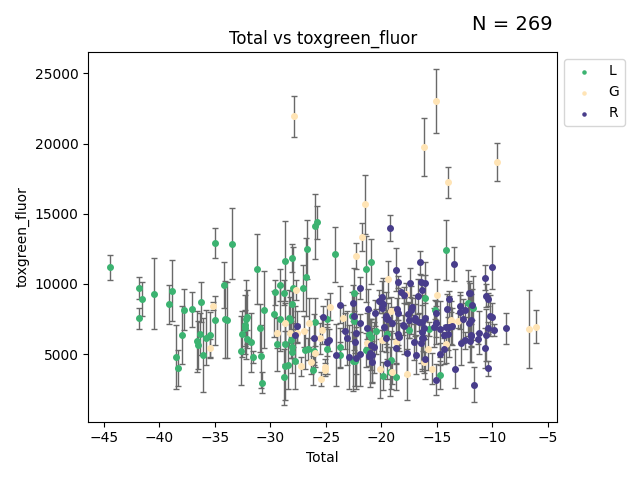 N = 269
Total vs toxgreen_fluor
L
G
R
25000
20000
15000
10000
5000
toxgreen_fluor
−45 −40 −35 −30 −25 −20 −15 −10 −5
Total